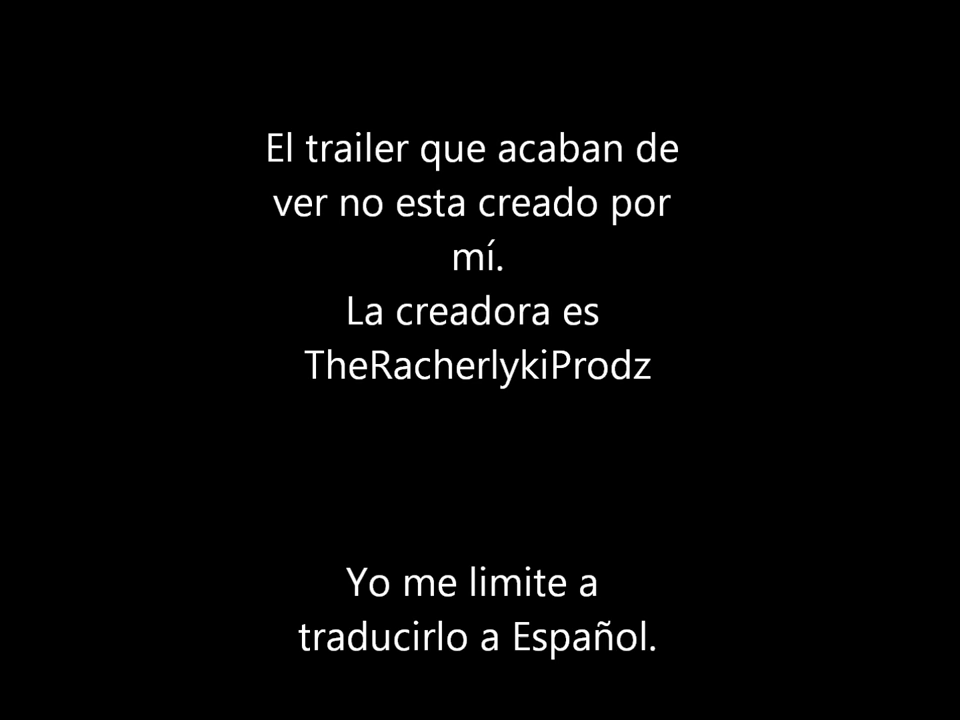 El trailer que acaban de
ver no esta creado por
mí.
La creadora es
TheRacherlykiProdz
Yo me limite a
traducirlo a Español.